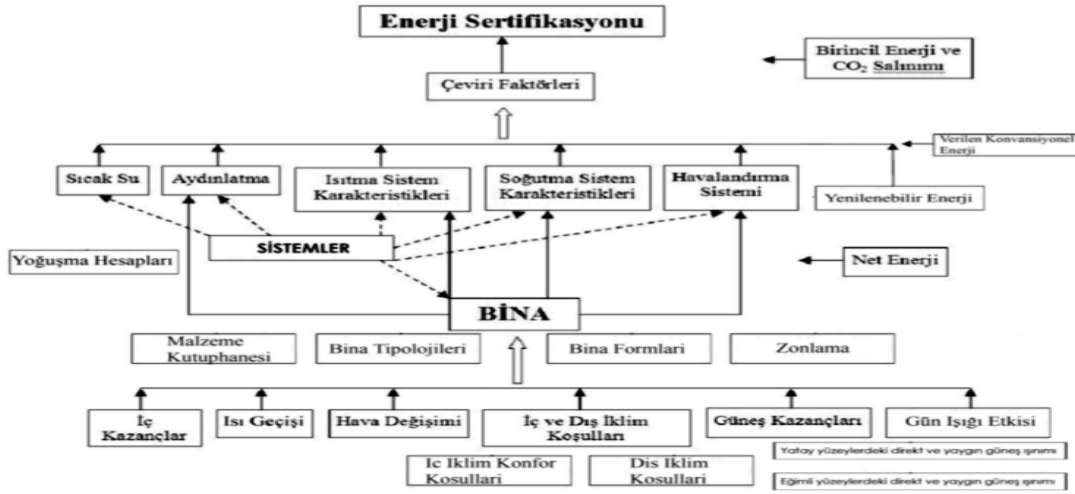 Enerji Sertifikasyonu
Birincil Enerji ve
CO₂ Salınımı
Çeviri Faktörleri
Verilen Konvansiyonel
Enerji
Sıcak Su
Aydınlatma
Isıtma Sistem
Karakteristikleri
Soğutma Sistem
Karakteristikleri
Havalandırma
Sistemi
Yenilenebilir Enerji
SİSTEMLER
Yoğuşma Hesapları
Net Enerji
BİNA
Malzeme
Kutuphanesi
Bina Tipolojileri
Bina Formlari
Zonlama
İç
Kazançlar
Isı Geçişi
Hava Değişimi
İç ve Dış İklim
Koşulları
Güneş Kazançları
Gün Işığı Etkisi
Ic Iklim Konfor
Kosullari
Dis Iklim
Kosullari
Yatay yüzeylerdeki direkt ve yaygın güneş ışınımı
Eğimli yüzeylerdeki direkt ve yaygın güneş ışınımı